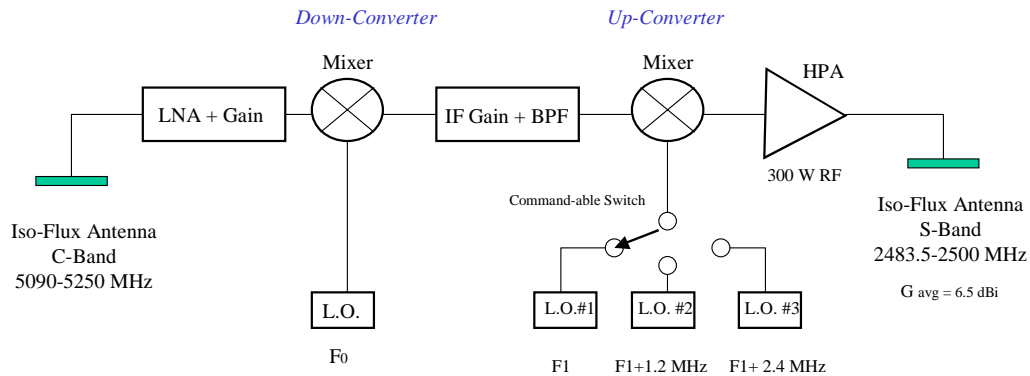 Down-Converter
Up-Converter
Mixer
Mixer
HPA
LNA + Gain
IF Gain + BPF
300 W RF
Command-able Switch
Iso-Flux Antenna
C-Band
5090-5250 MHz
Iso-Flux Antenna
S-Band
2483.5-2500 MHz
G avg = 6.5 dBi
L.O.
L.O.#1
L.O. #2
L.O. #3
F0
F1
F1+1.2 MHz
F1+ 2.4 MHz